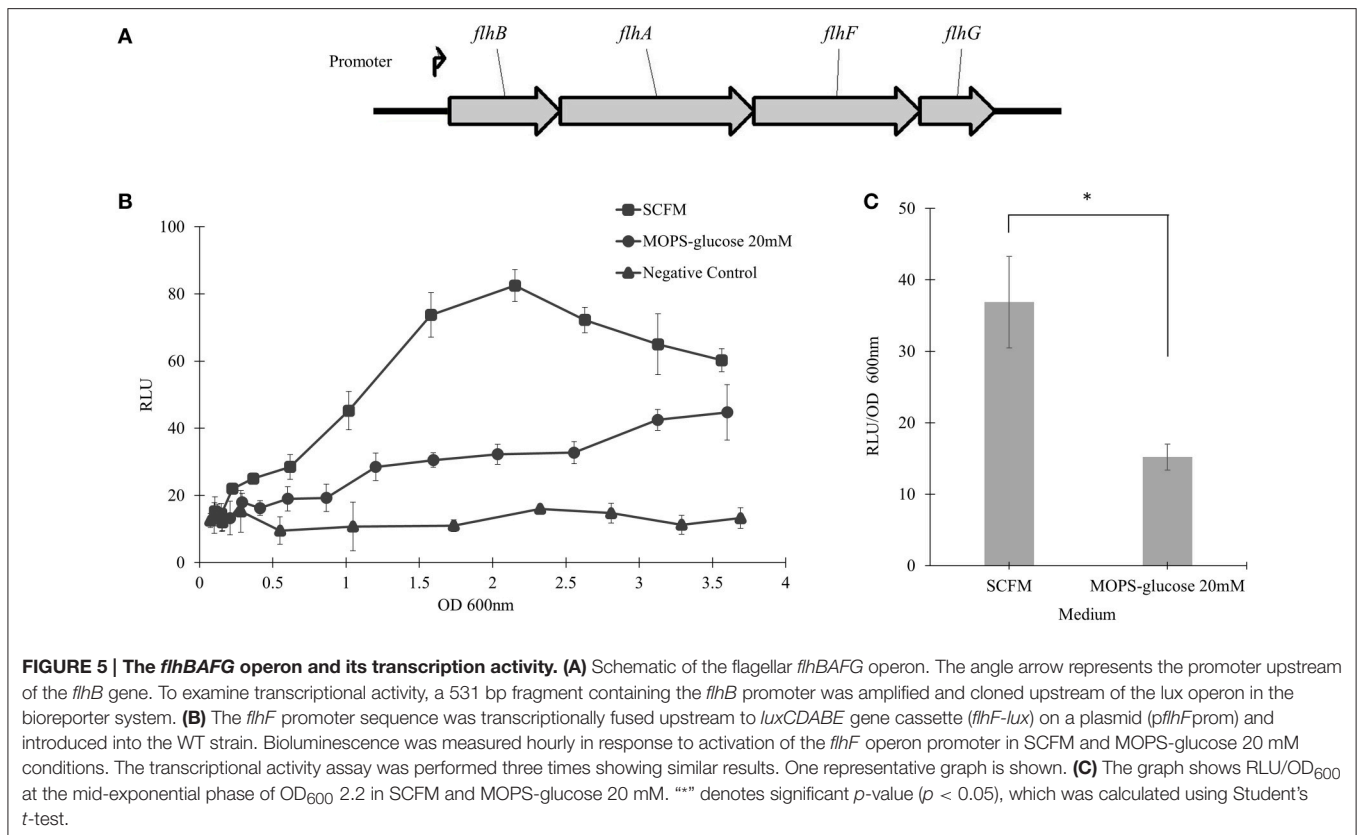 A
flhB flhA flhF flhG
Promoter
B
SCFM
MOPS-glucose 20mM
Negative Control
100
80
60
40
20
0
RLU
0 0.5 1 1.5 2 2.5 3 3.5 4
OD 600nm
C
*
50
40
30
20
10
0
RLU/OD 600nm
SCFM MOPS-glucose 20mM
Medium
FIGURE 5 | The flhBAFG operon and its transcription activity. (A) Schematic of the flagellar flhBAFG operon. The angle arrow represents the promoter upstream
of the flhB gene. To examine transcriptional activity, a 531 bp fragment containing the flhB promoter was amplified and cloned upstream of the lux operon in the
bioreporter system. (B) The flhF promoter sequence was transcriptionally fused upstream to luxCDABE gene cassette (flhF-lux) on a plasmid (pflhFprom) and
introduced into the WT strain. Bioluminescence was measured hourly in response to activation of the flhF operon promoter in SCFM and MOPS-glucose 20 mM
conditions. The transcriptional activity assay was performed three times showing similar results. One representative graph is shown. (C) The graph shows RLU/OD600
at the mid-exponential phase of OD600 2.2 in SCFM and MOPS-glucose 20 mM. “*” denotes significant p-value (p < 0.05), which was calculated using Student’s
t-test.